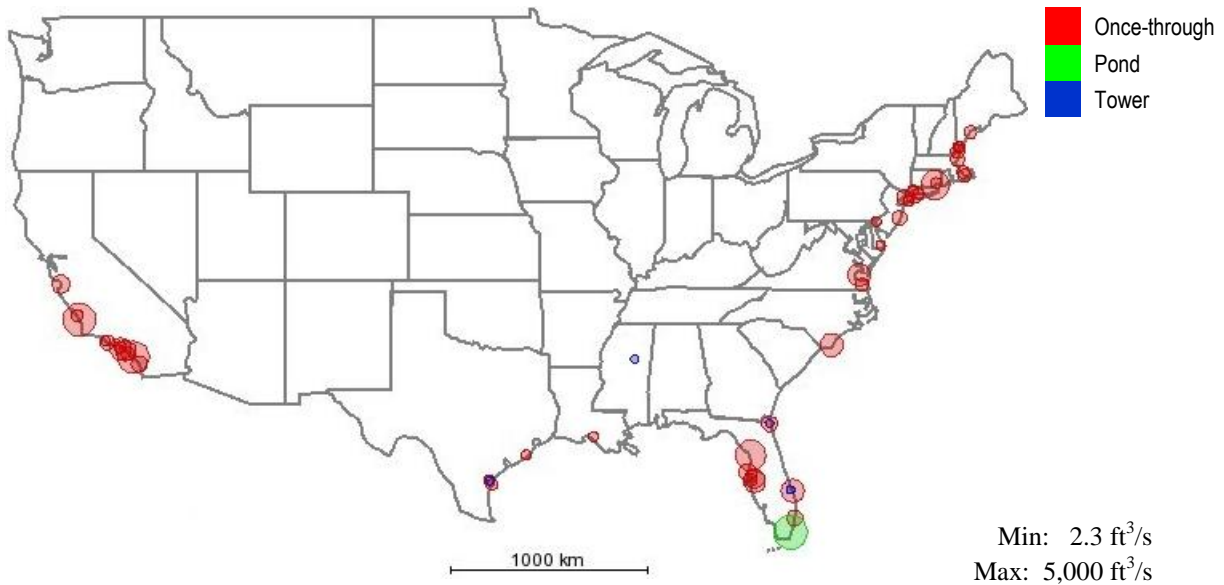 Once-through
Pond
Tower
1000 km
Min: 2.3 ft³/s
Max: 5,000 ft³/s